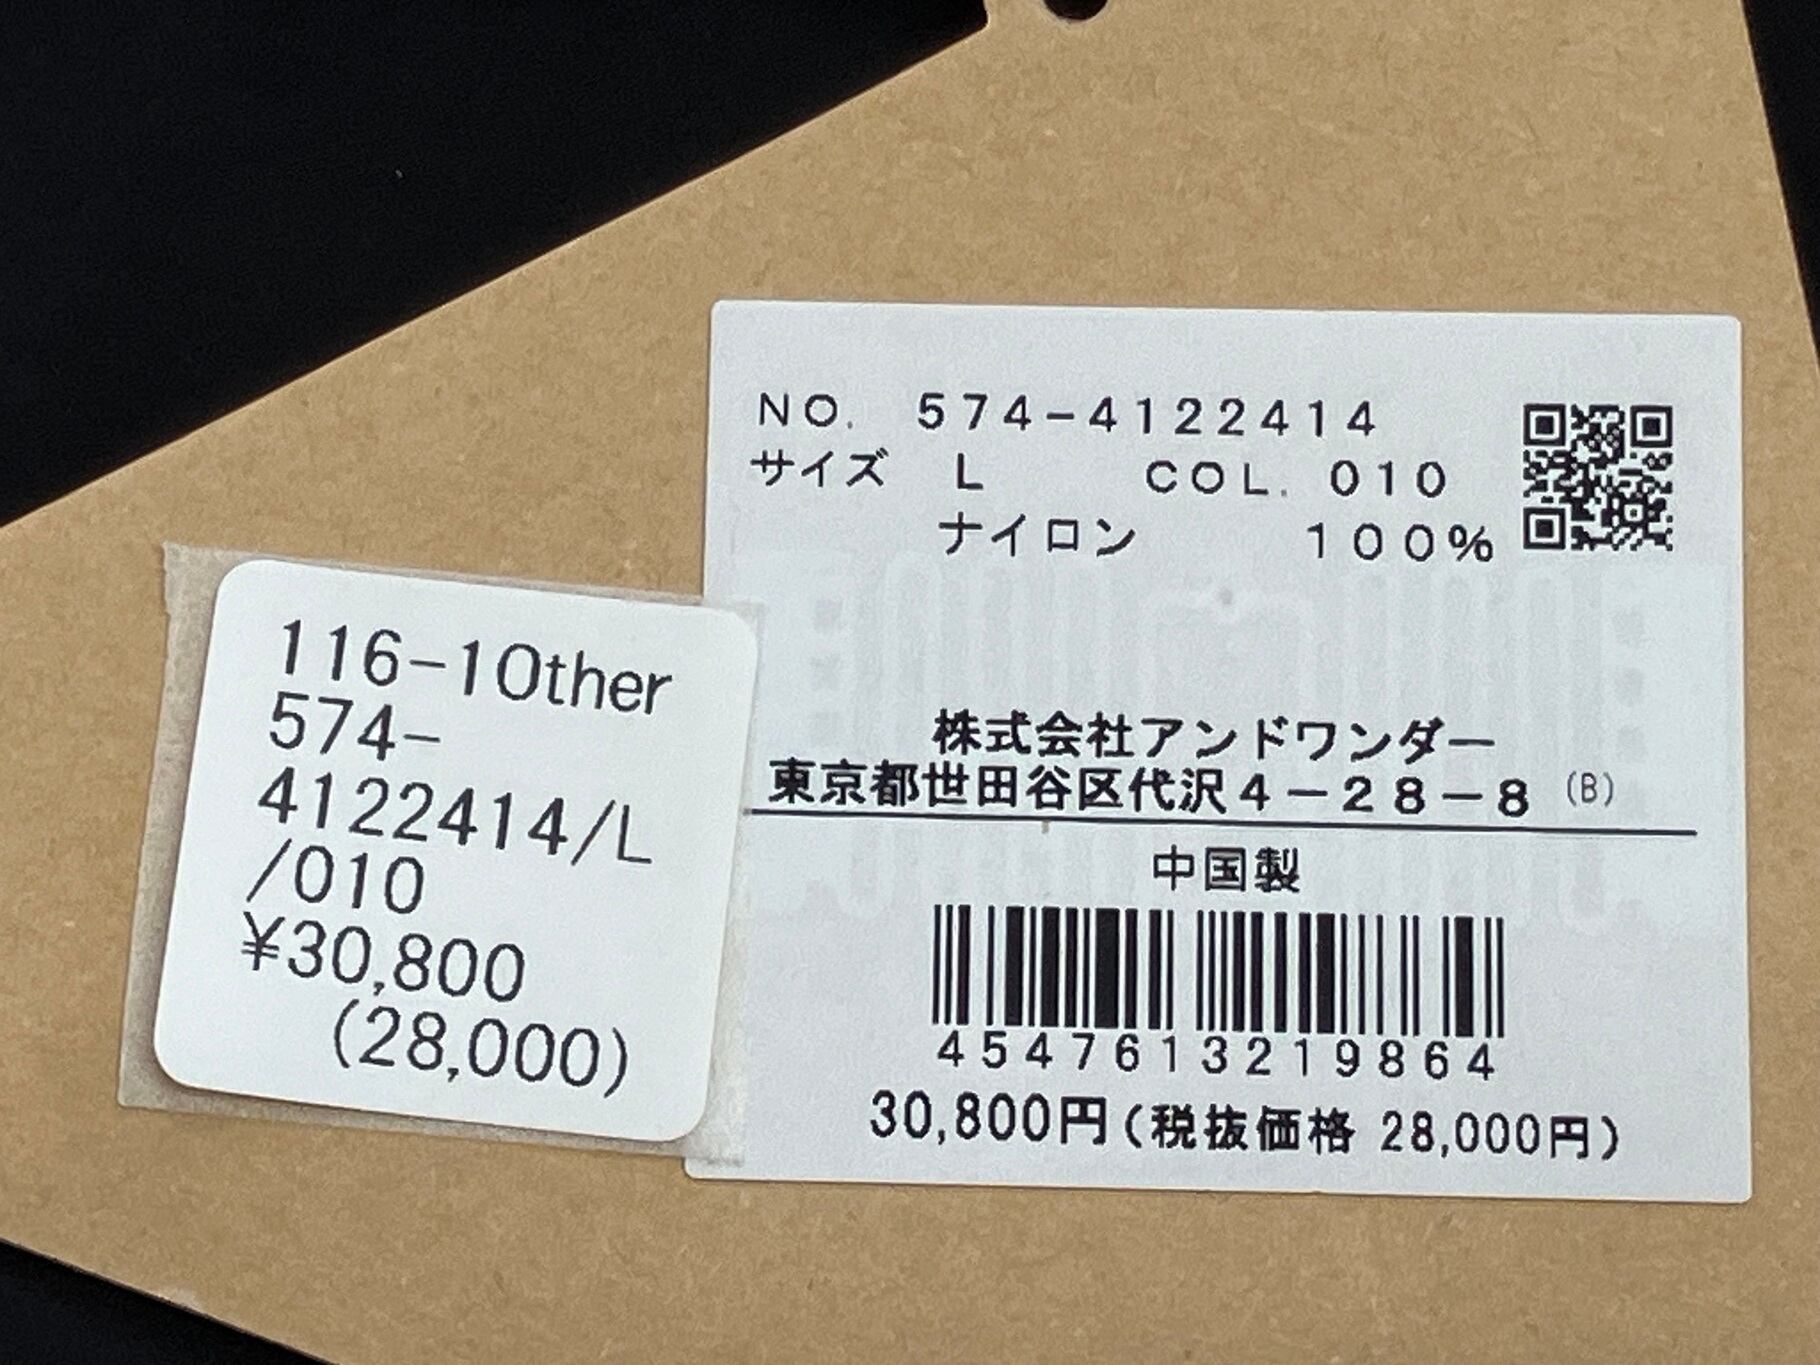 NO. 574-4122414
サイズ L COL. 010
ナイロン 100%
株式会社アンドワンダー
東京都世田谷区代沢4-28-8 (B)
中国製
4547613219864
30,800円(税抜価格 28,000円)
116-1Other
574-
4122414/L
/010
¥30,800
(28,000)